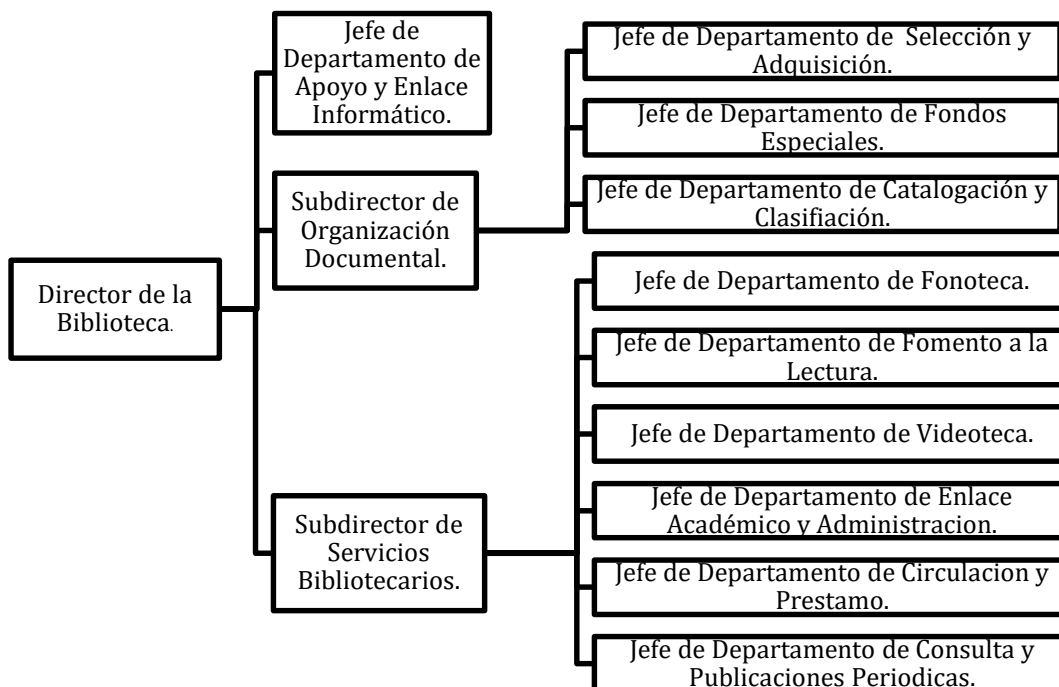 Director de la
Biblioteca.
Jefe de
Departamento de
Apoyo y Enlace
Informático.
Subdirector de
Organización
Documental.
Jefe de Departamento de Selección y
Adquisición.
Jefe de Departamento de Fondos
Especiales.
Jefe de Departamento de Catalogación y
Clasifiación.
Subdirector de
Servicios
Bibliotecarios.
Jefe de Departamento de Fonoteca.
Jefe de Departamento de Fomento a la
Lectura.
Jefe de Departamento de Videoteca.
Jefe de Departamento de Enlace
Académico y Administracion.
Jefe de Departamento de Circulacion y
Prestamo.
Jefe de Departamento de Consulta y
Publicaciones Periodicas.